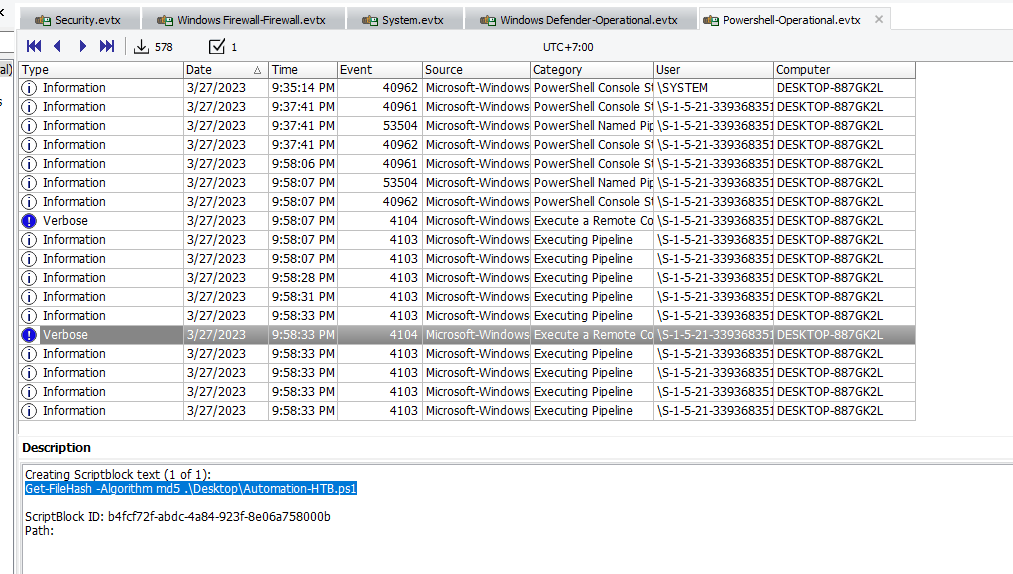 Security.evtx Windows Firewall-Firewall.evtx System.evtx Windows Defender-Operational.evtx Powershell-Operational.evtx
578 1 UTC+7:00
al)
Type Date Time Event Source Category User Computer
Information 3/27/2023 9:35:14 PM 40962 Microsoft-Windows PowerShell Console St \SYSTEM DESKTOP-887GK2L
Information 3/27/2023 9:37:41 PM 40961 Microsoft-Windows PowerShell Console St \S-1-5-21-339368351 DESKTOP-887GK2L
Information 3/27/2023 9:37:41 PM 53504 Microsoft-Windows PowerShell Named Pip \S-1-5-21-339368351 DESKTOP-887GK2L
Information 3/27/2023 9:37:41 PM 40962 Microsoft-Windows PowerShell Console St \S-1-5-21-339368351 DESKTOP-887GK2L
Information 3/27/2023 9:58:06 PM 40961 Microsoft-Windows PowerShell Console St \S-1-5-21-339368351 DESKTOP-887GK2L
Information 3/27/2023 9:58:07 PM 53504 Microsoft-Windows PowerShell Named Pip \S-1-5-21-339368351 DESKTOP-887GK2L
Information 3/27/2023 9:58:07 PM 40962 Microsoft-Windows PowerShell Console St \S-1-5-21-339368351 DESKTOP-887GK2L
Verbose 3/27/2023 9:58:07 PM 4104 Microsoft-Windows Execute a Remote Co \S-1-5-21-339368351 DESKTOP-887GK2L
Information 3/27/2023 9:58:07 PM 4103 Microsoft-Windows Executing Pipeline \S-1-5-21-339368351 DESKTOP-887GK2L
Information 3/27/2023 9:58:07 PM 4103 Microsoft-Windows Executing Pipeline \S-1-5-21-339368351 DESKTOP-887GK2L
Information 3/27/2023 9:58:28 PM 4103 Microsoft-Windows Executing Pipeline \S-1-5-21-339368351 DESKTOP-887GK2L
Information 3/27/2023 9:58:31 PM 4103 Microsoft-Windows Executing Pipeline \S-1-5-21-339368351 DESKTOP-887GK2L
Information 3/27/2023 9:58:33 PM 4103 Microsoft-Windows Executing Pipeline \S-1-5-21-339368351 DESKTOP-887GK2L
Verbose 3/27/2023 9:58:33 PM 4104 Microsoft-Windows Execute a Remote Co \S-1-5-21-339368351 DESKTOP-887GK2L
Information 3/27/2023 9:58:33 PM 4103 Microsoft-Windows Executing Pipeline \S-1-5-21-339368351 DESKTOP-887GK2L
Information 3/27/2023 9:58:33 PM 4103 Microsoft-Windows Executing Pipeline \S-1-5-21-339368351 DESKTOP-887GK2L
Information 3/27/2023 9:58:33 PM 4103 Microsoft-Windows Executing Pipeline \S-1-5-21-339368351 DESKTOP-887GK2L
Information 3/27/2023 9:58:33 PM 4103 Microsoft-Windows Executing Pipeline \S-1-5-21-339368351 DESKTOP-887GK2L
Description
Creating Scriptblock text (1 of 1):
Get-FileHash -Algorithm md5 .\Desktop\Automation-HTB.ps1
ScriptBlock ID: b4fcf72f-abdc-4a84-923f-8e06a758000b
Path: